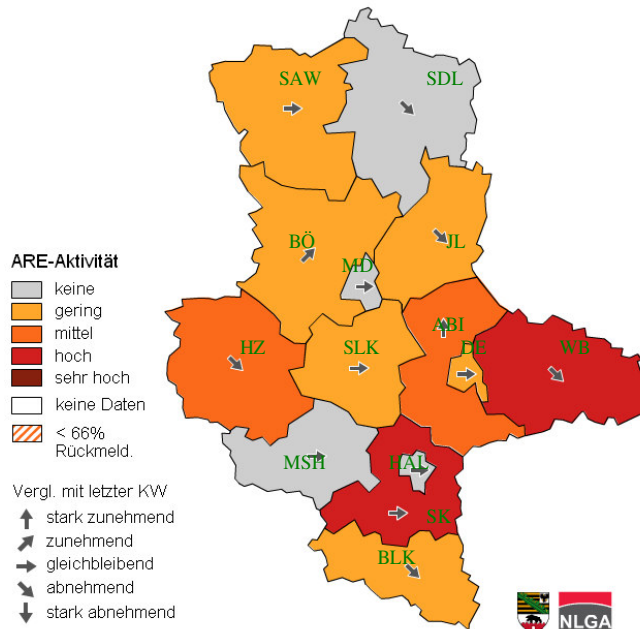 SAW
SDL
BÖ
JL
MD
ARE-Aktivität
keine
gering
mittel
hoch
sehr hoch
keine Daten
< 66%
Rückmeld.
ABI
HZ
SLK
DE
WB
MSH
HAL
SK
BLK
Vergl. mit letzter KW
stark zunehmend
zunehmend
gleichbleibend
abnehmend
stark abnehmend
NLGA